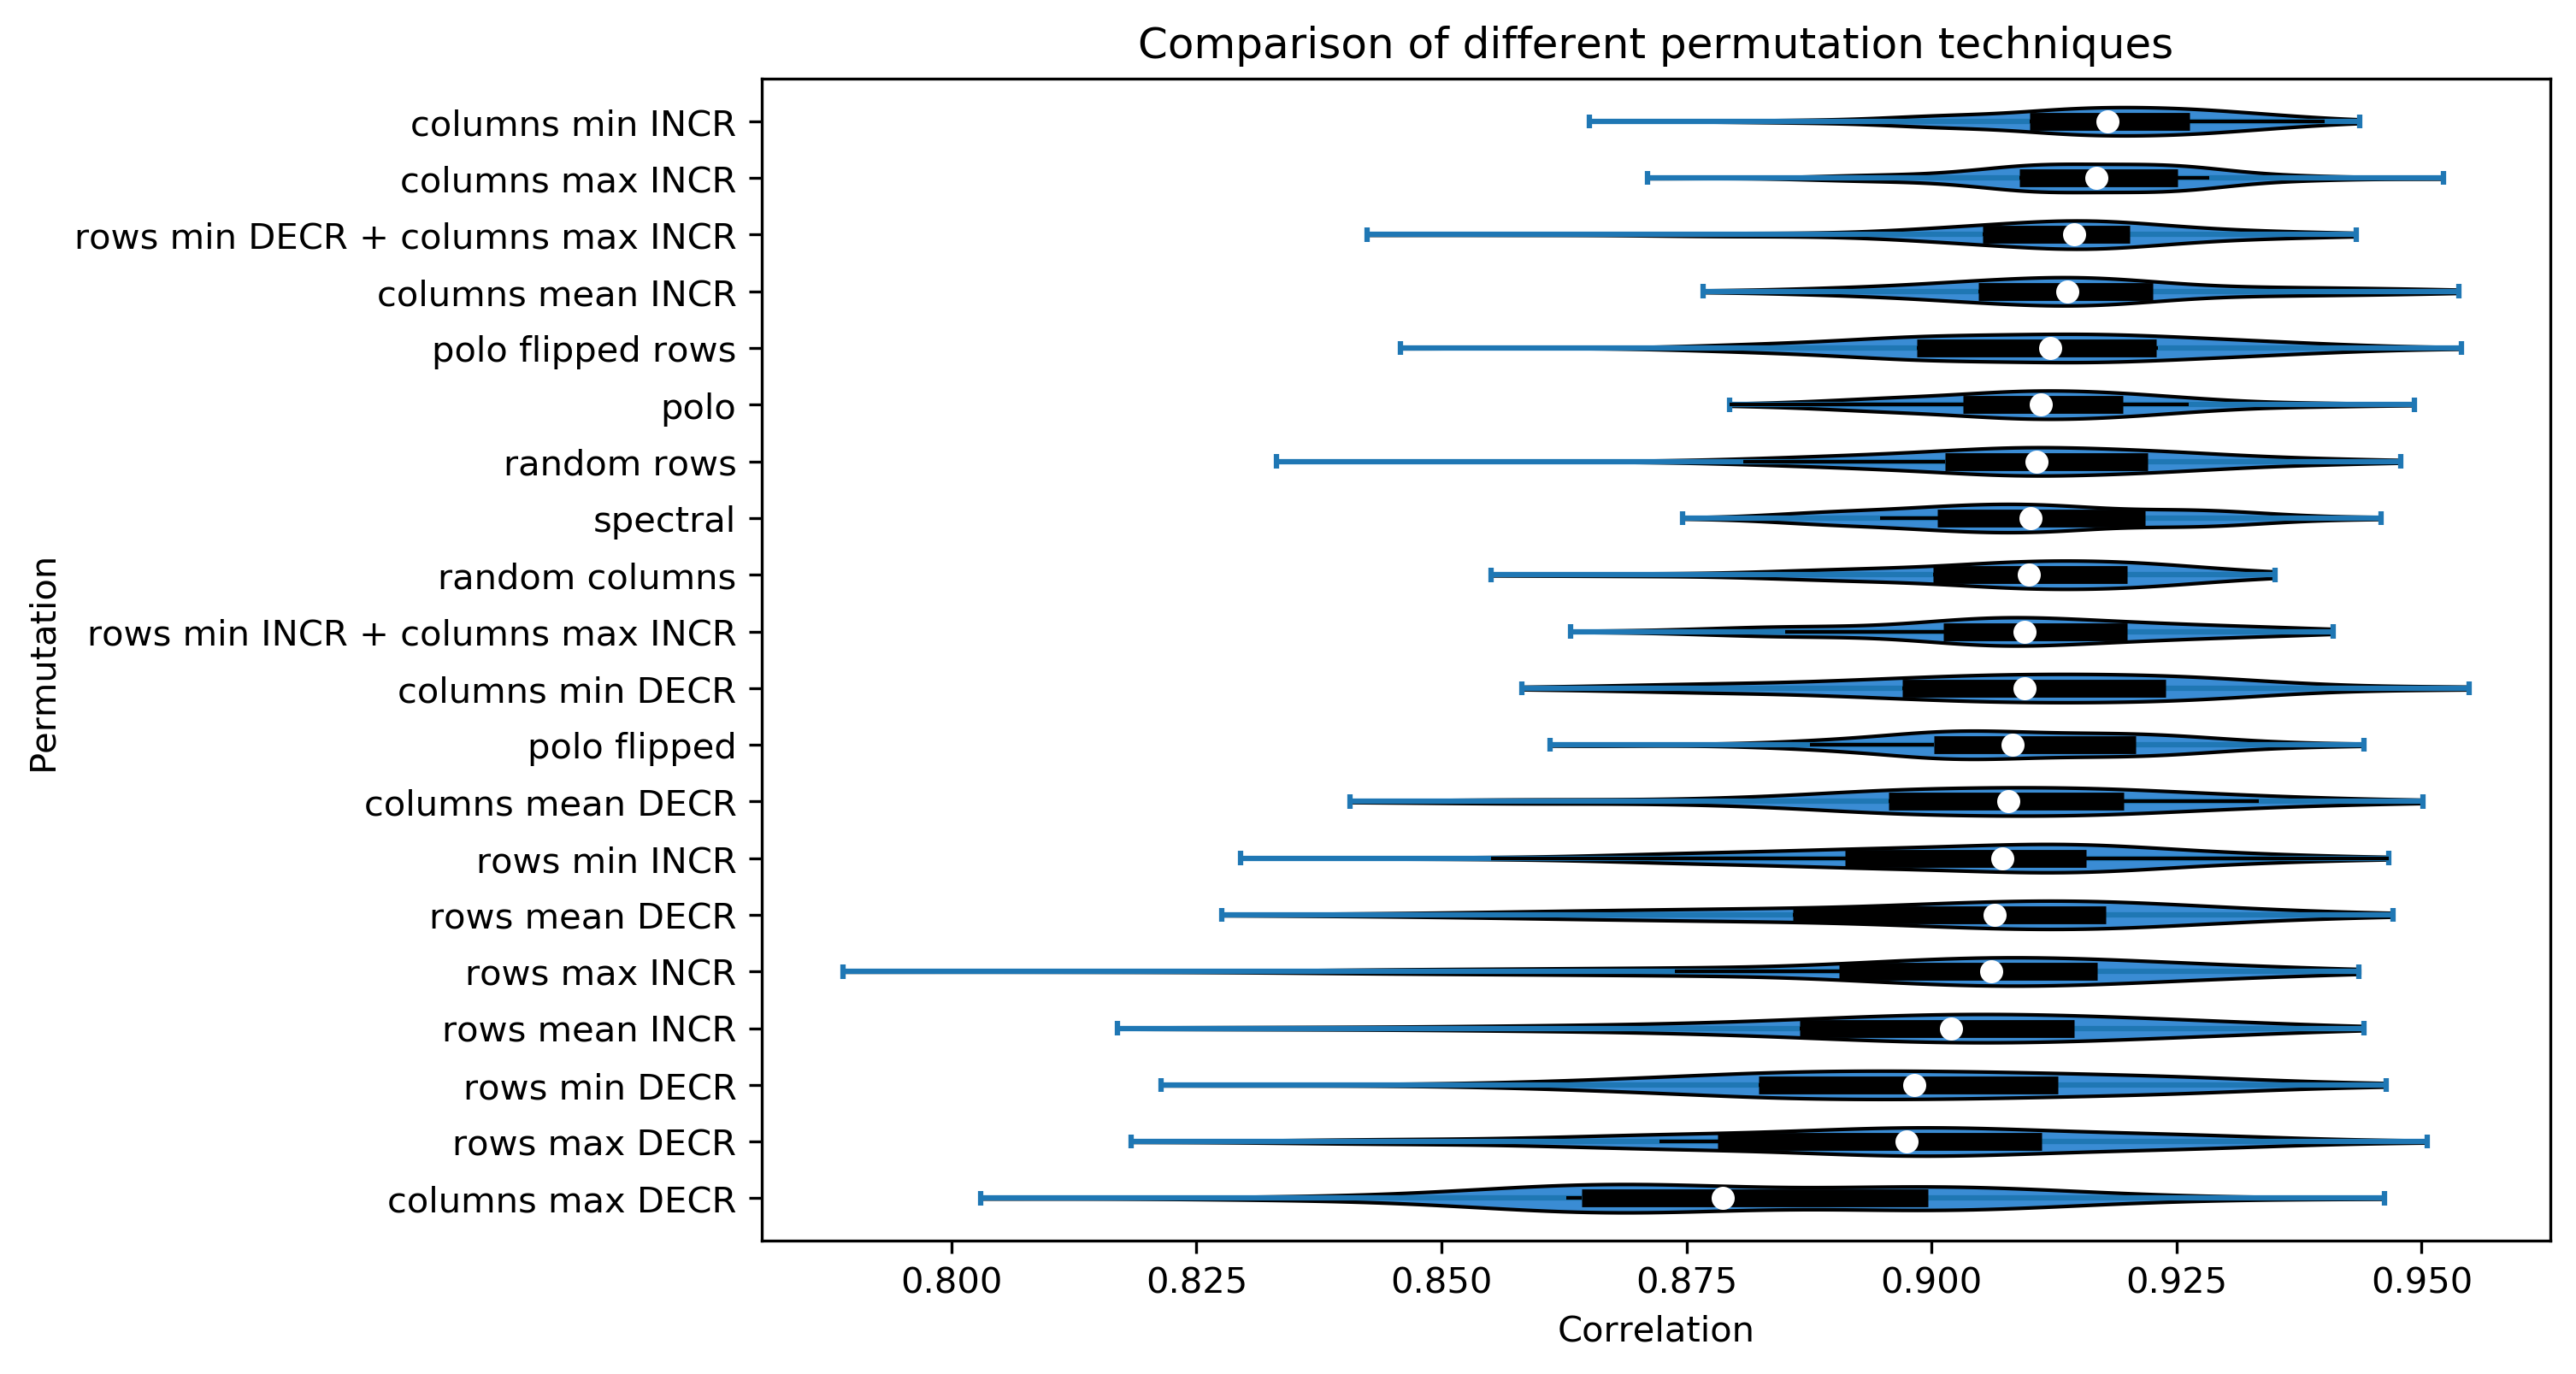 Comparison of different permutation techniques
Permutation
columns min INCR
columns max INCR
rows min DECR + columns max INCR
columns mean INCR
polo flipped rows
polo
random rows
spectral
random columns
rows min INCR + columns max INCR
columns min DECR
polo flipped
columns mean DECR
rows min INCR
rows mean DECR
rows max INCR
rows mean INCR
rows min DECR
rows max DECR
columns max DECR
0.800 0.825 0.850 0.875 0.900 0.925 0.950
Correlation